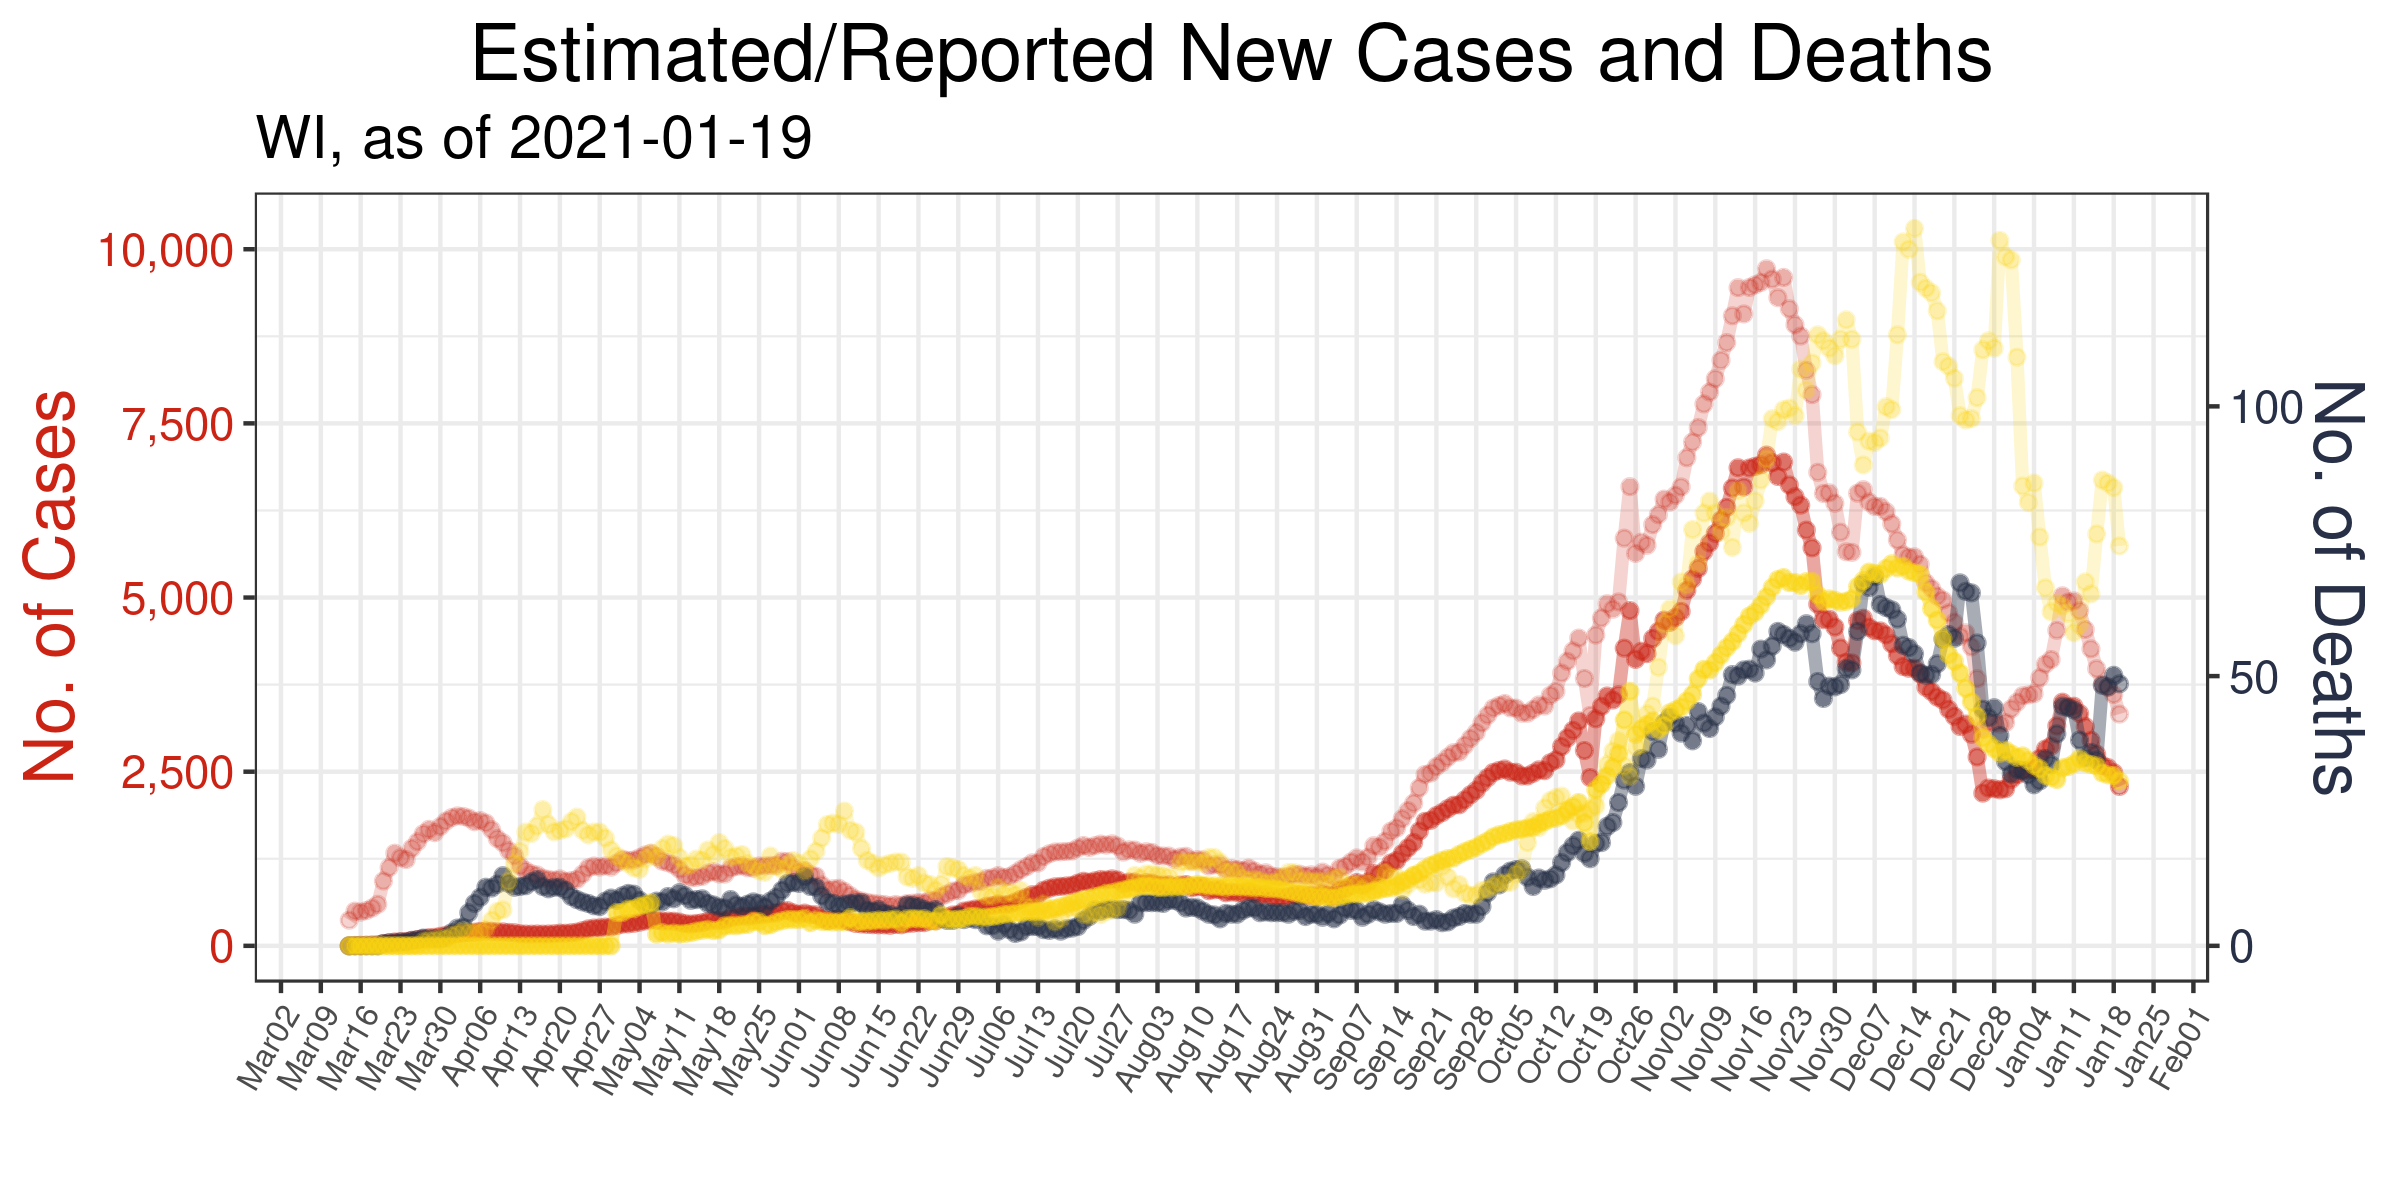 Estimated/Reported New Cases and Deaths
WI, as of 2021-01-19
No. of Cases
10,000
7,500
5,000
2,500
0
No. of Deaths
100
50
0
Mar02 Mar09 Mar16 Mar23 Mar30 Apr06 Apr13 Apr20 Apr27 May04 May11 May18 May25 Jun01 Jun08 Jun15 Jun22 Jun29 Jul06 Jul13 Jul20 Jul27 Aug03 Aug10 Aug17 Aug24 Aug31 Sep07 Sep14 Sep21 Sep28 Oct05 Oct12 Oct19 Oct26 Nov02 Nov09 Nov16 Nov23 Nov30 Dec07 Dec14 Dec21 Dec28 Jan04 Jan11 Jan18 Jan25 Feb01